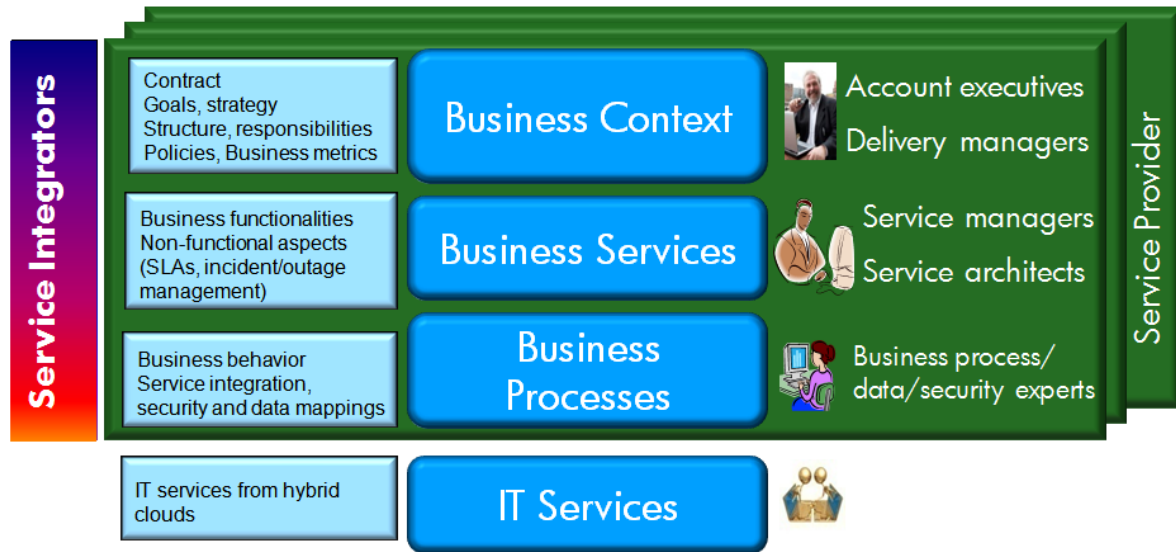 Service Integrators
Contract
Goals, strategy
Structure, responsibilities
Policies, Business metrics
Business Context
Account executives
Delivery managers
Business functionalities
Non-functional aspects
(SLAs, incident/outage
management)
Business Services
Service managers
Service architects
Business behavior
Service integration,
security and data mappings
Business
Processes
Business process/
data/security experts
Service Provider
IT services from hybrid
clouds
IT Services